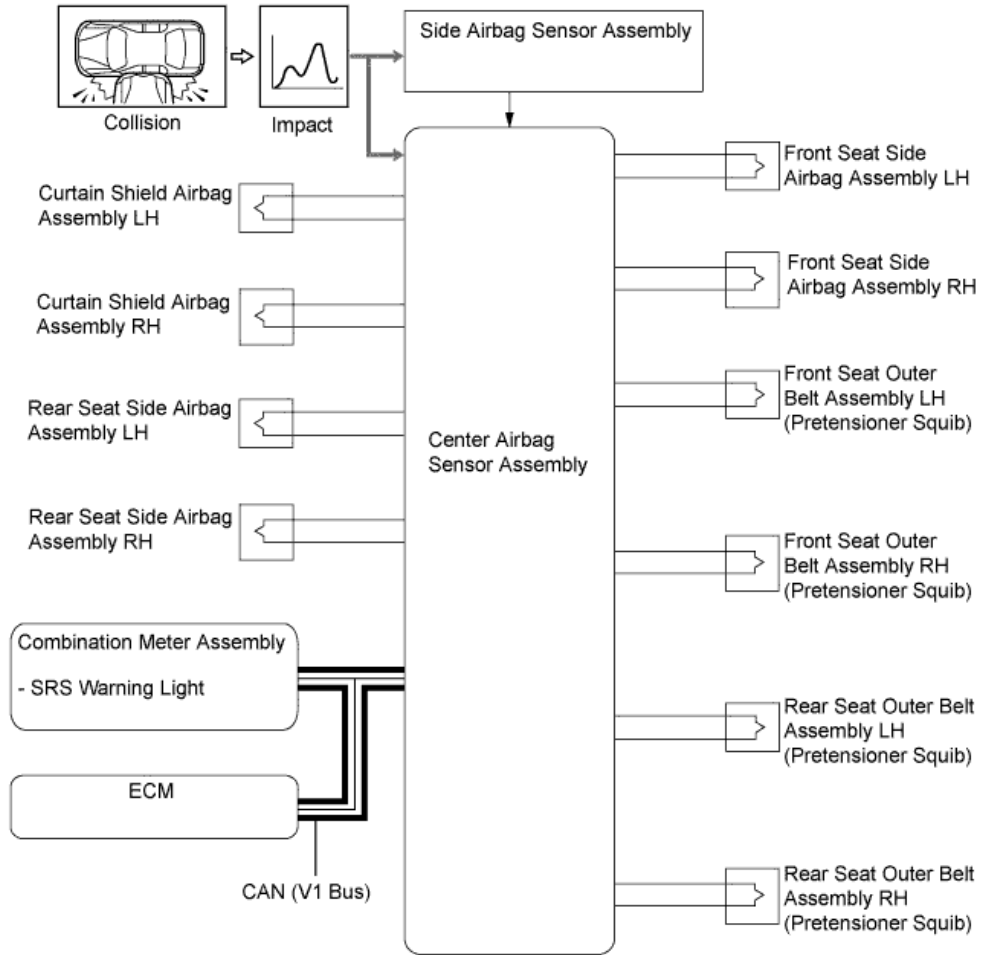 Side Airbag Sensor Assembly
Collision
Impact
Curtain Shield Airbag
Assembly LH
Curtain Shield Airbag
Assembly RH
Rear Seat Side Airbag
Assembly LH
Rear Seat Side Airbag
Assembly RH
Combination Meter Assembly
- SRS Warning Light
ECM
CAN (V1 Bus)
Center Airbag
Sensor Assembly
Front Seat Side
Airbag Assembly LH
Front Seat Side
Airbag Assembly RH
Front Seat Outer
Belt Assembly LH
(Pretensioner Squib)
Front Seat Outer
Belt Assembly RH
(Pretensioner Squib)
Rear Seat Outer Belt
Assembly LH
(Pretensioner Squib)
Rear Seat Outer Belt
Assembly RH
(Pretensioner Squib)